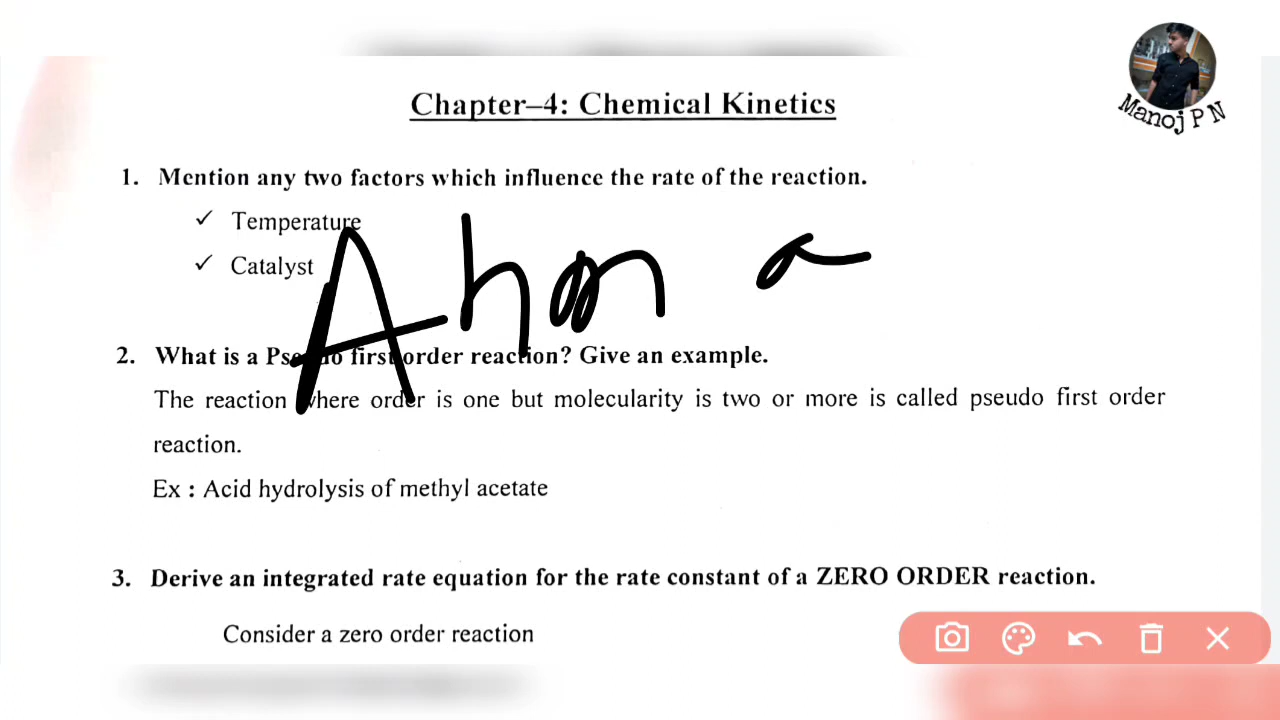 Manoj P N
Chapter–4: Chemical Kinetics
1. Mention any two factors which influence the rate of the reaction.
✓ Temperature
✓ Catalyst
2. What is a Pseudo first order reaction? Give an example.
The reaction where order is one but molecularity is two or more is called pseudo first order
reaction.
Ex : Acid hydrolysis of methyl acetate
3. Derive an integrated rate equation for the rate constant of a ZERO ORDER reaction.
Consider a zero order reaction